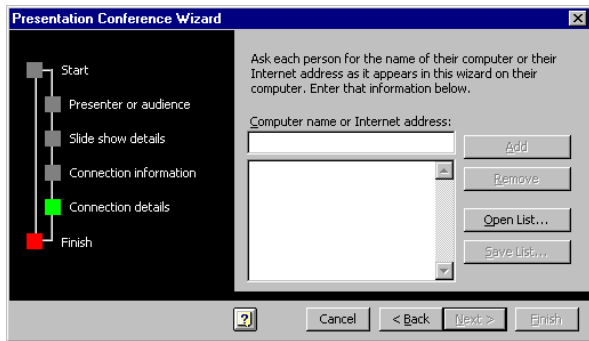 Presentation Conference Wizard
Start
Presenter or audience
Slide show details
Connection information
Connection details
Finish
Ask each person for the name of their computer or their
Internet address as it appears in this wizard on their
computer. Enter that information below.
Computer name or Internet address:
Add
Remove
Open List...
Save List...
Cancel
< Back
Next >
Finish